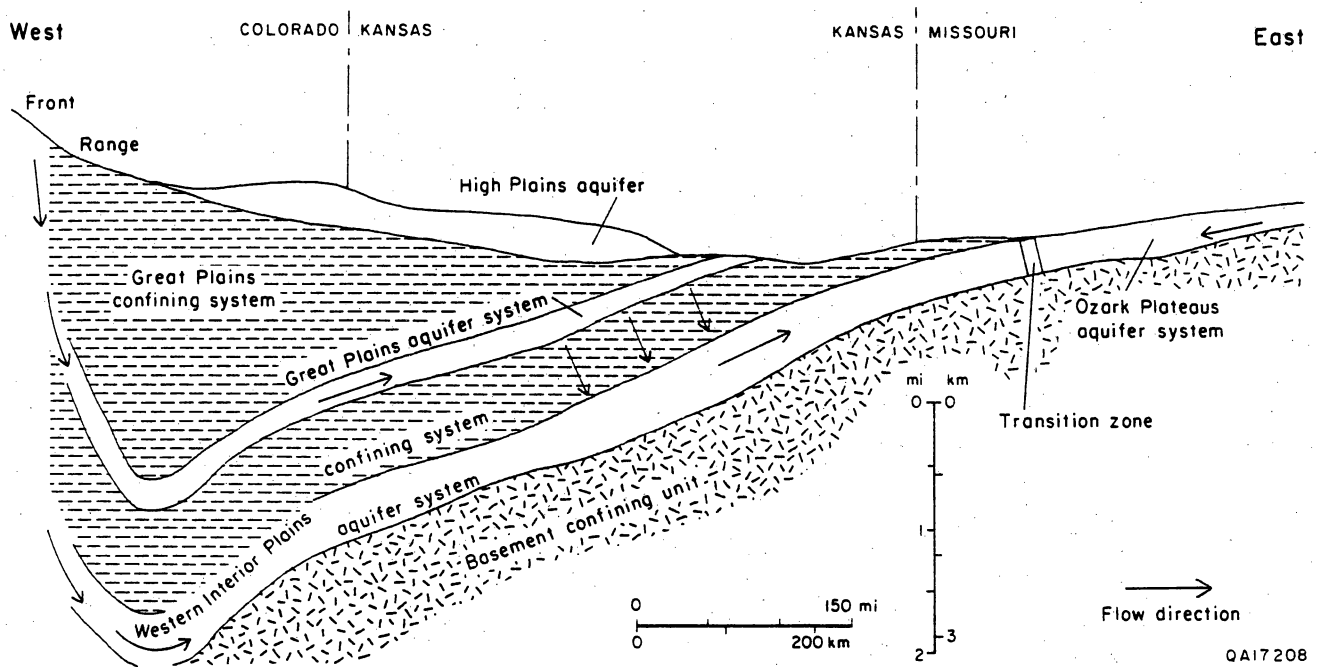 West
COLORADO KANSAS
KANSAS MISSOURI
East
Front
Range
High Plains aquifer
Great Plains
confining system
Great Plains aquifer system
Ozark Plateaus
aquifer system
mi km
0 0
Transition zone
confining system
Western Interior Plains
aquifer system
Basement confining unit
1
0 150 mi
0 200 km
2 3
Flow direction
QA17208